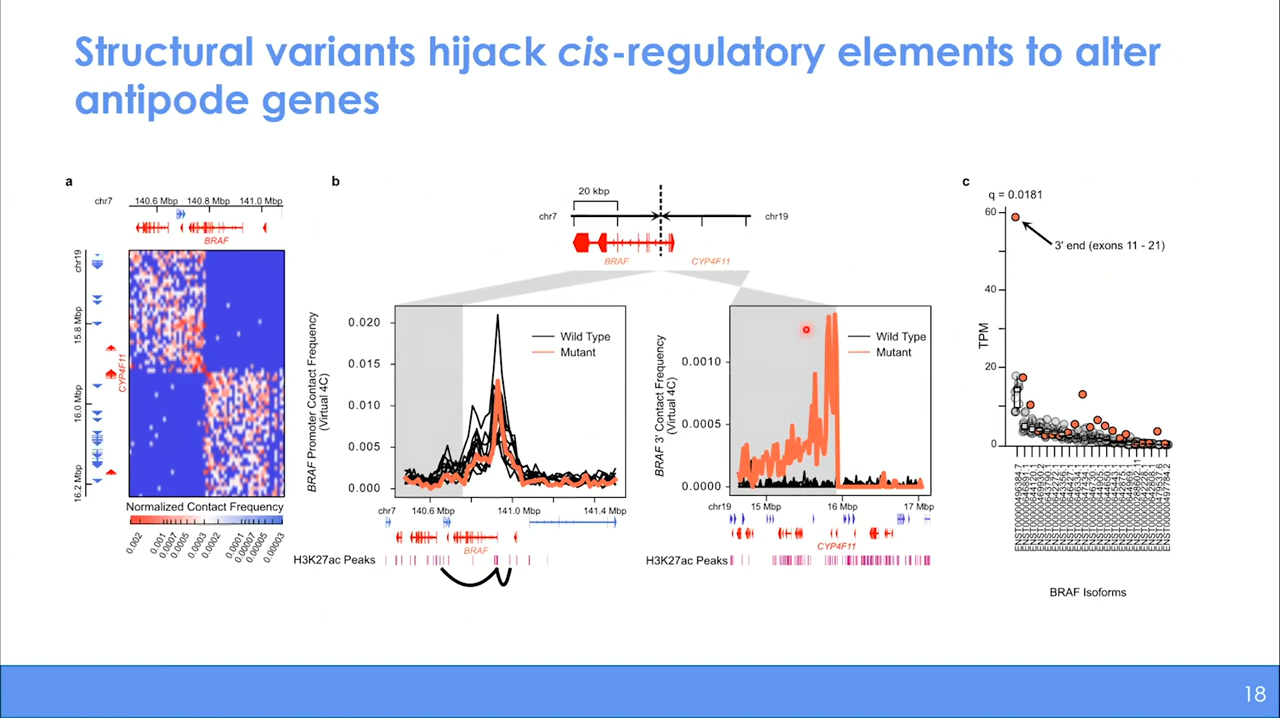 Structural variants hijack cis-regulatory elements to alter
antipode genes
a
chr7
140.6 Mbp 140.8 Mbp 141.0 Mbp
BRAF
chr19
15.8 Mbp
CYP4F11
16.0 Mbp
16.2 Mbp
Normalized Contact Frequency
0.002 0.001 0.0007 0.0005 0.0003 0.0002 0.0001 0.00007 0.00005 0.00003
b
20 kbp
chr7
chr19
BRAF
CYP4F11
BRAF Promoter Contact Frequency
(Virtual 4C)
0.020
0.015
0.010
0.005
0.000
Wild Type
Mutant
chr7 140.6 Mbp 141.0 Mbp 141.4 Mbp
BRAF
H3K27ac Peaks
BRAF 3' Contact Frequency
(Virtual 4C)
0.0010
0.0005
0.0000
Wild Type
Mutant
chr19 15 Mbp 16 Mbp 17 Mbp
CYP4F11
H3K27ac Peaks
c
q = 0.0181
3' end (exons 11 - 21)
TPM
60
40
20
0
ENST00000496384.7
BRAF Isoforms
18